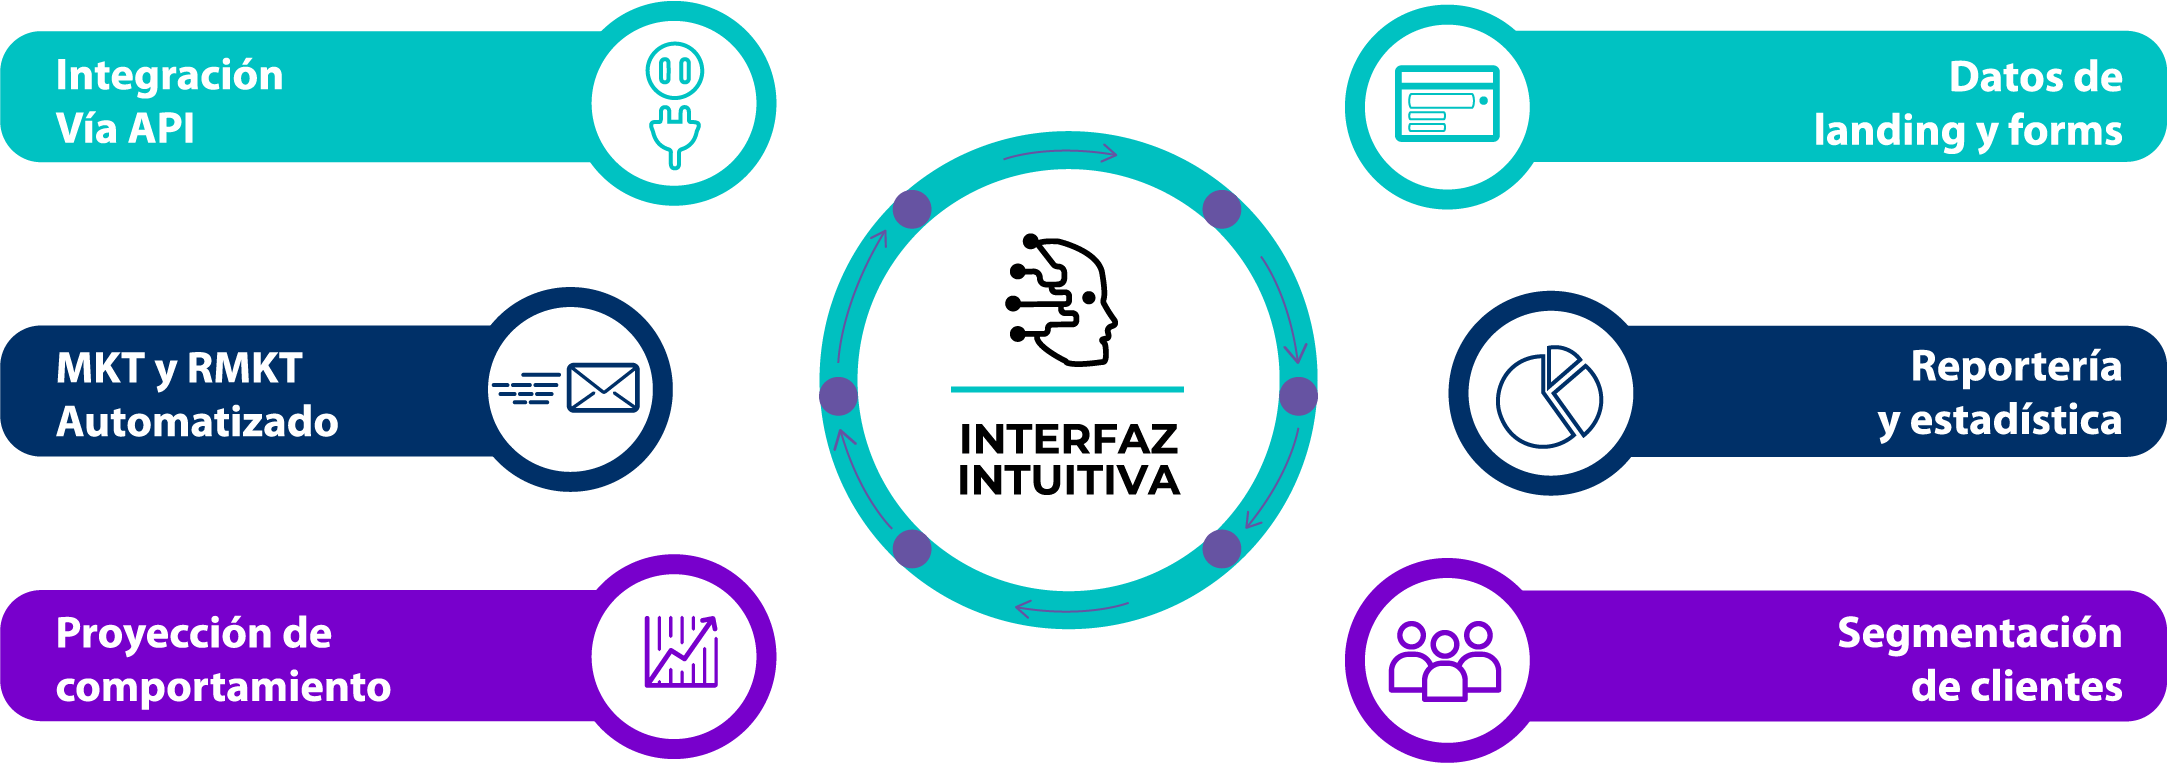 Integración
Vía API
MKT y RMKT
Automatizado
Proyección de
comportamiento
INTERFAZ
INTUITIVA
Datos de
landing y forms
Reportería
y estadística
Segmentación
de clientes